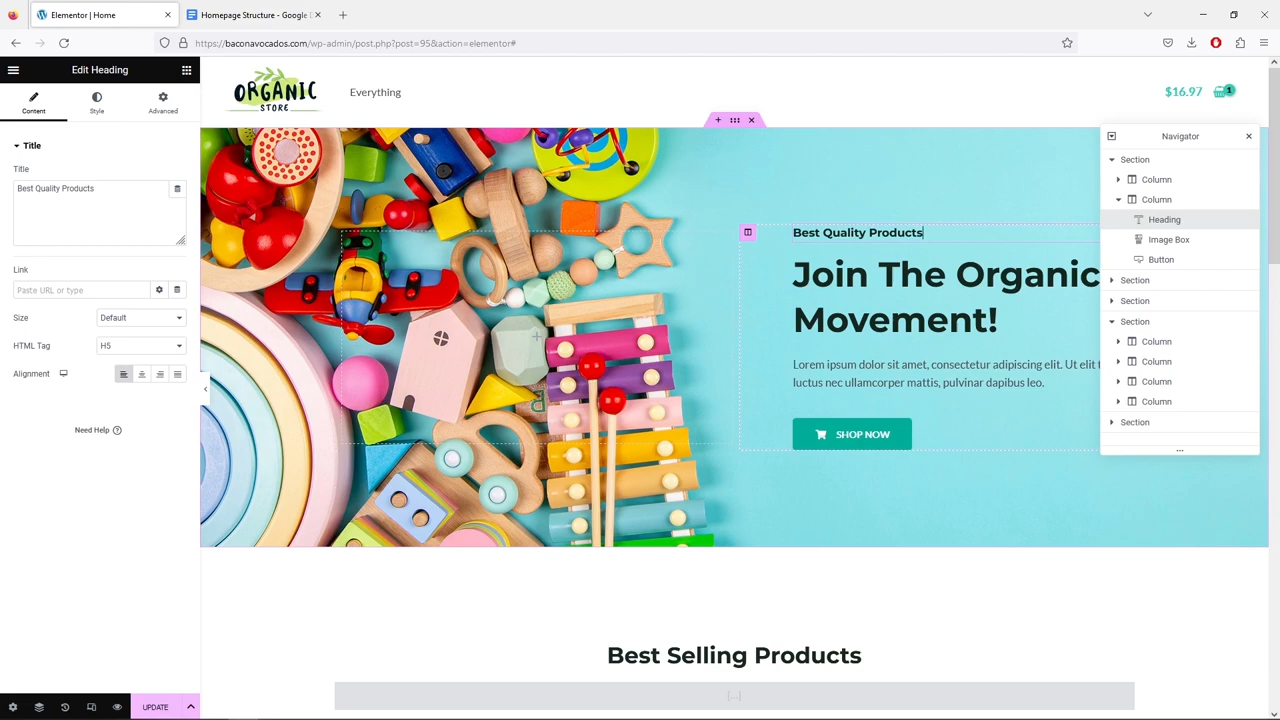 Elementor | Home
Homepage Structure - Google D
https://baconavocados.com/wp-admin/post.php?post=95&action=elementor#
Edit Heading
Content
Style
Advanced
Title
Title
Best Quality Products
Link
Paste URL or type
Size
Default
HTML Tag
H5
Alignment
Need Help
UPDATE
ORGANIC
STORE
Everything
$16.97
1
Best Quality Products
Join The Organic
Movement!
Lorem ipsum dolor sit amet, consectetur adipiscing elit. Ut elit t
luctus nec ullamcorper mattis, pulvinar dapibus leo.
SHOP NOW
Best Selling Products
[...]
Navigator
Section
Column
Column
Heading
Image Box
Button
Section
Section
Section
Column
Column
Column
Column
Section
...